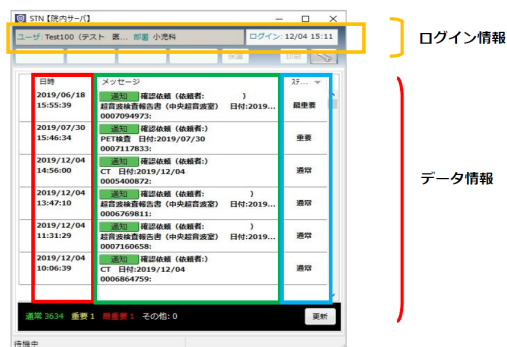 STN【院内サーバ】
ユーザ: Test100（テスト 医... 部署 小児科
ログイン: 12/04 15:11
ログイン情報
印刷
日時 メッセージ ｽﾃ...
2019/06/18 15:55:39
通知 確認依頼（依頼者: ）
超音波検査報告書（中央超音波室） 日付:2019...
0007094973:
最重要
2019/07/30 15:46:34
通知 確認依頼（依頼者:）
PET検査 日付:2019/07/30
0007117833:
重要
2019/12/04 14:56:00
通知 確認依頼（依頼者:）
CT 日付:2019/12/04
0005400872:
通常
データ情報
2019/12/04 13:47:10
通知 確認依頼（依頼者: ）
超音波検査報告書（中央超音波室） 日付:2019...
0006769811:
通常
2019/12/04 11:31:29
通知 確認依頼（依頼者: ）
超音波検査報告書（中央超音波室） 日付:2019...
0007160658:
通常
2019/12/04 10:06:39
通知 確認依頼（依頼者:）
CT 日付:2019/12/04
0006864759:
通常
通常 3634 重要 1 最重要 1 その他: 0
更新
待機中